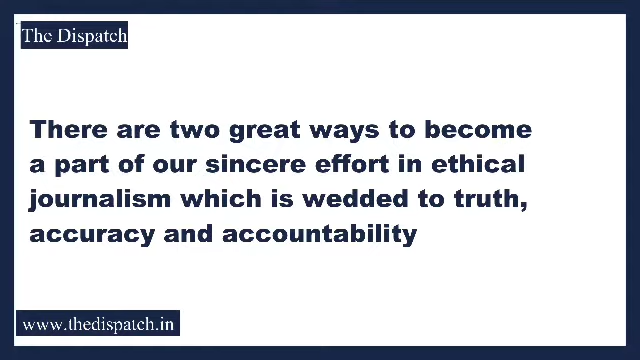 The Dispatch
There are two great ways to become
a part of our sincere effort in ethical
journalism which is wedded to truth,
accuracy and accountability
www.thedispatch.in